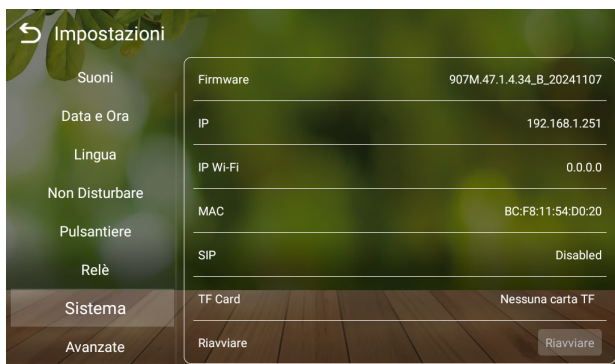 Impostazioni
Suoni
Data e Ora
Lingua
Non Disturbare
Pulsantiere
Relè
Sistema
Avanzate
Firmware 907M.47.1.4.34_B_20241107
IP 192.168.1.251
IP Wi-Fi 0.0.0.0
MAC BC:F8:11:54:D0:20
SIP Disabled
TF Card Nessuna carta TF
Riavviare Riavviare